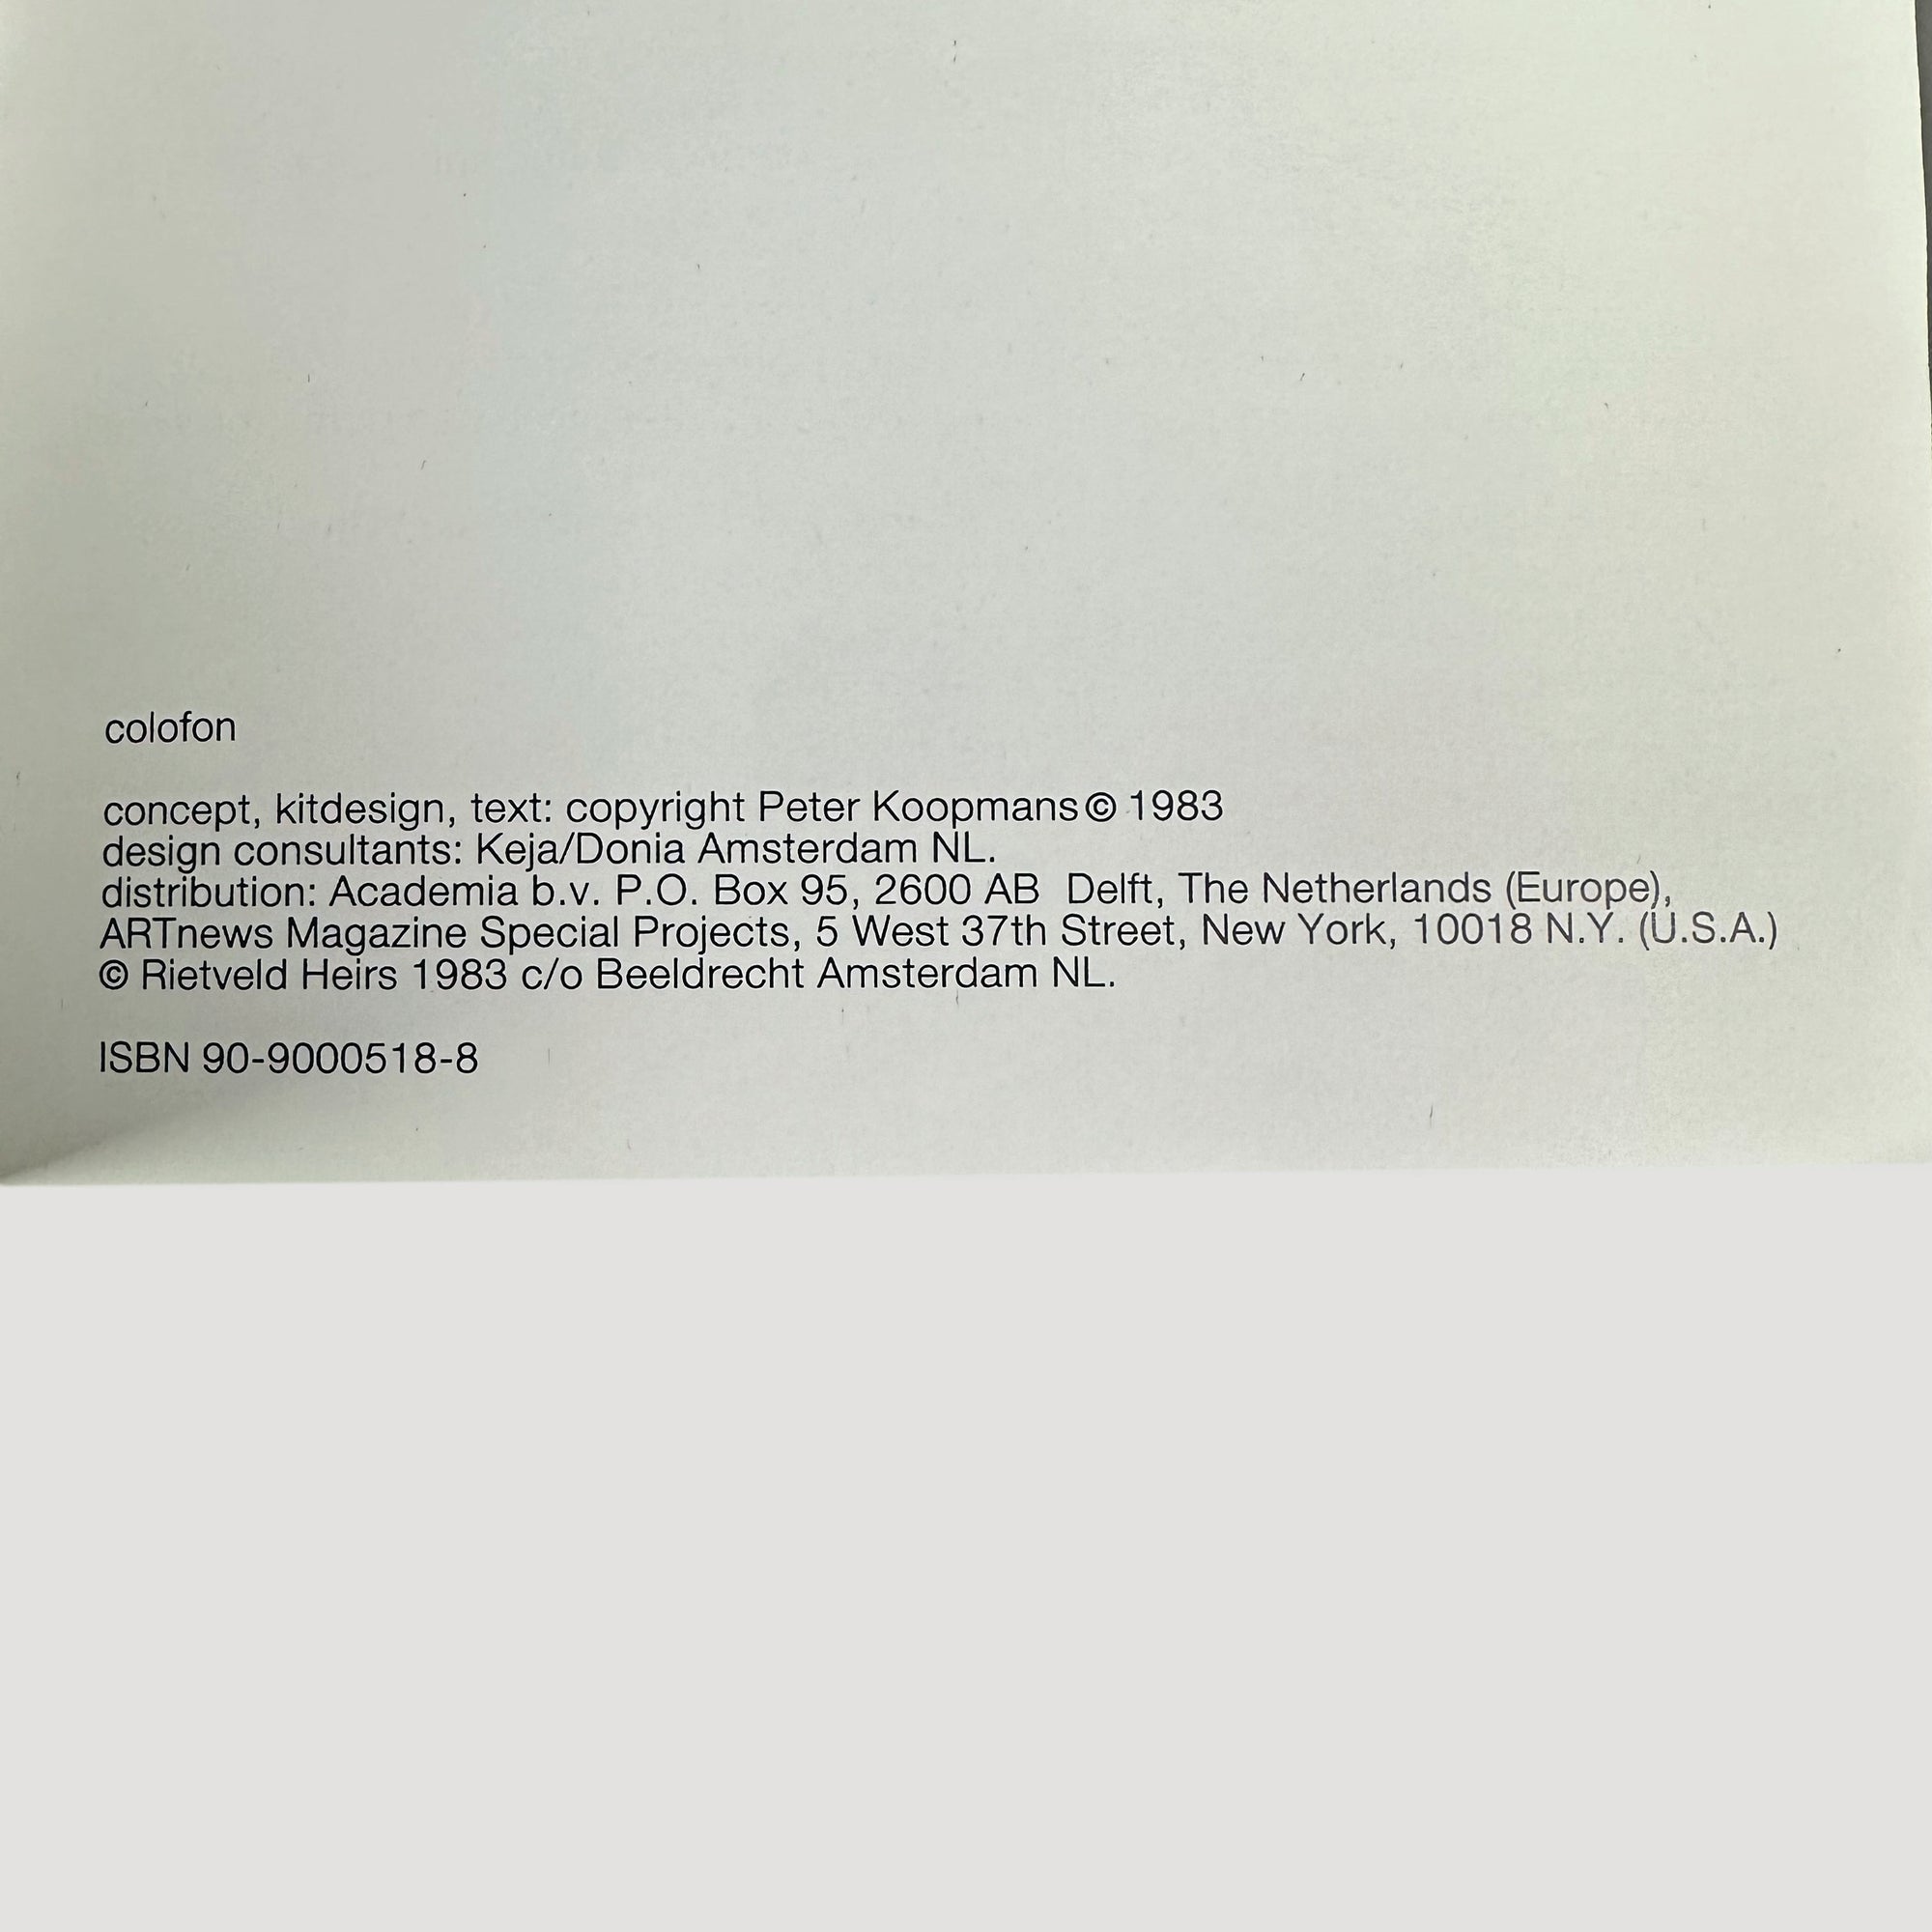 colofon
concept, kitdesign, text: copyright Peter Koopmans© 1983
design consultants: Keja/Donia Amsterdam NL.
distribution: Academia b.v. P.O. Box 95, 2600 AB  Delft, The Netherlands (Europe),
ARTnews Magazine Special Projects, 5 West 37th Street, New York, 10018 N.Y. (U.S.A.)
© Rietveld Heirs 1983 c/o Beeldrecht Amsterdam NL.
ISBN 90-9000518-8